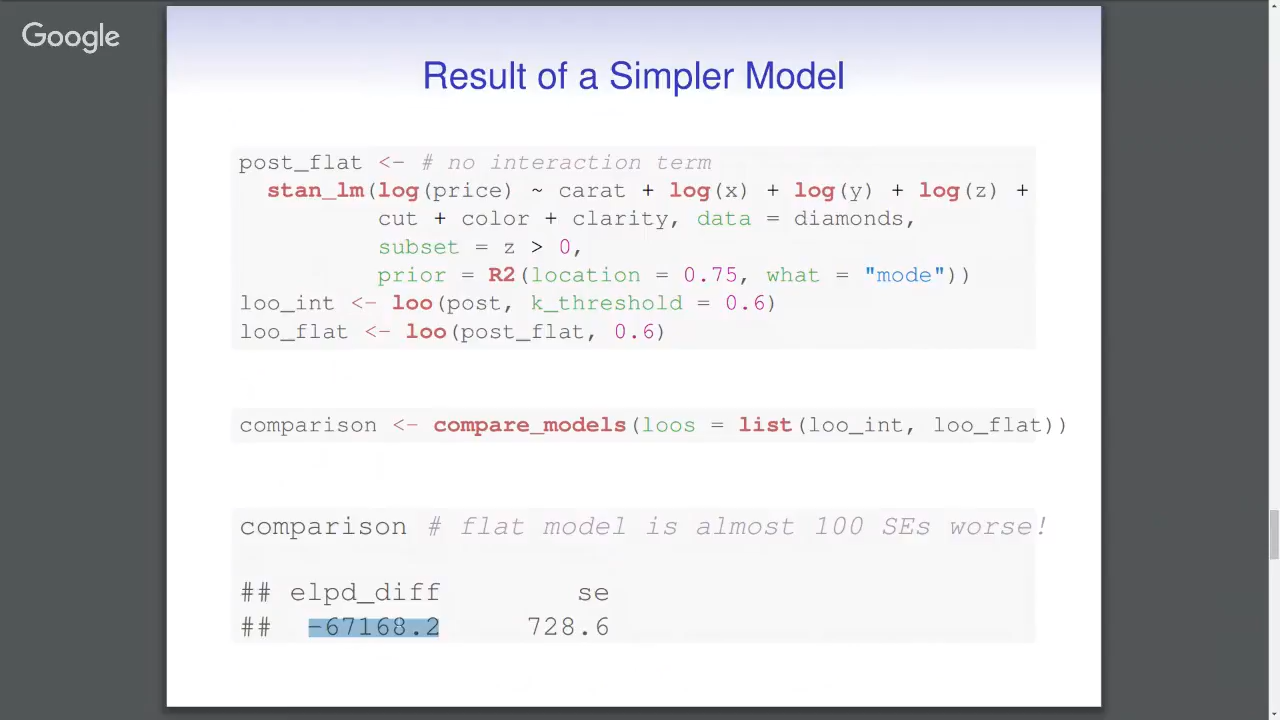 Google
Result of a Simpler Model
post_flat <- # no interaction term
stan_lm(log(price) ~ carat + log(x) + log(y) + log(z) +
cut + color + clarity, data = diamonds,
subset = z > 0,
prior = R2(location = 0.75, what = "mode"))
loo_int <- loo(post, k_threshold = 0.6)
loo_flat <- loo(post_flat, 0.6)
comparison <- compare_models(loos = list(loo_int, loo_flat))
comparison # flat model is almost 100 SEs worse!
## elpd_diff se
## -67168.2 728.6